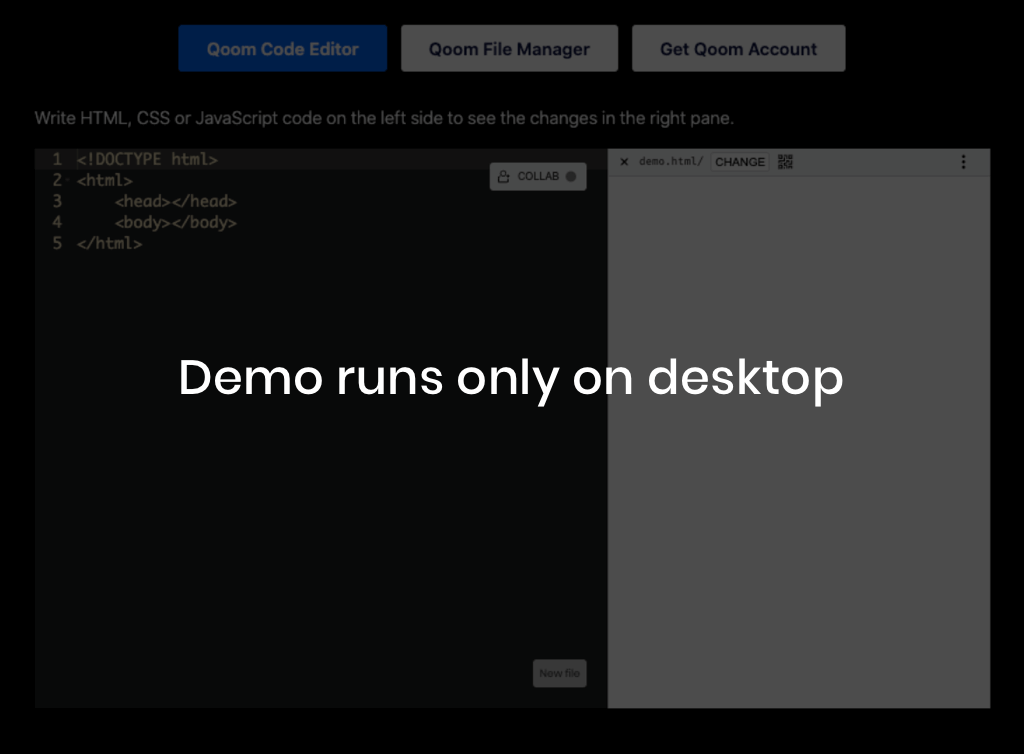 Qoom Code Editor Qoom File Manager Get Qoom Account
Write HTML, CSS or JavaScript code on the left side to see the changes in the right pane.
1 <!DOCTYPE html>
2 <html>
3 <head></head>
4 <body></body>
5 </html>
COLLAB
× demo.html/ CHANGE
Demo runs only on desktop
New file